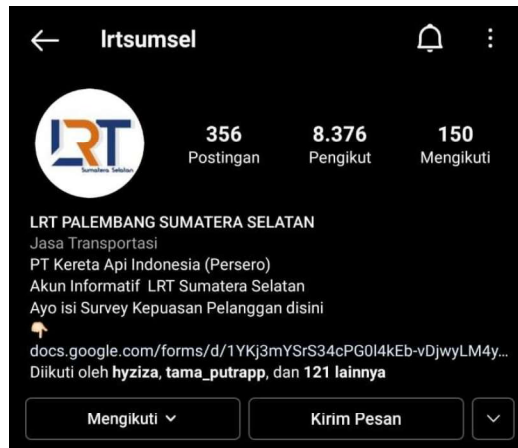 lrtsumsel
LRT
Sumatera Selatan
356 8.376 150
Postingan Pengikut Mengikuti
LRT PALEMBANG SUMATERA SELATAN
Jasa Transportasi
PT Kereta Api Indonesia (Persero)
Akun Informatif LRT Sumatera Selatan
Ayo isi Survey Kepuasan Pelanggan disini
👇🏻
docs.google.com/forms/d/1YKj3mYSrS34cPG0l4kEb-vDjwyLM4y...
Diikuti oleh hyziza, tama_putrapp, dan 121 lainnya
Mengikuti Kirim Pesan